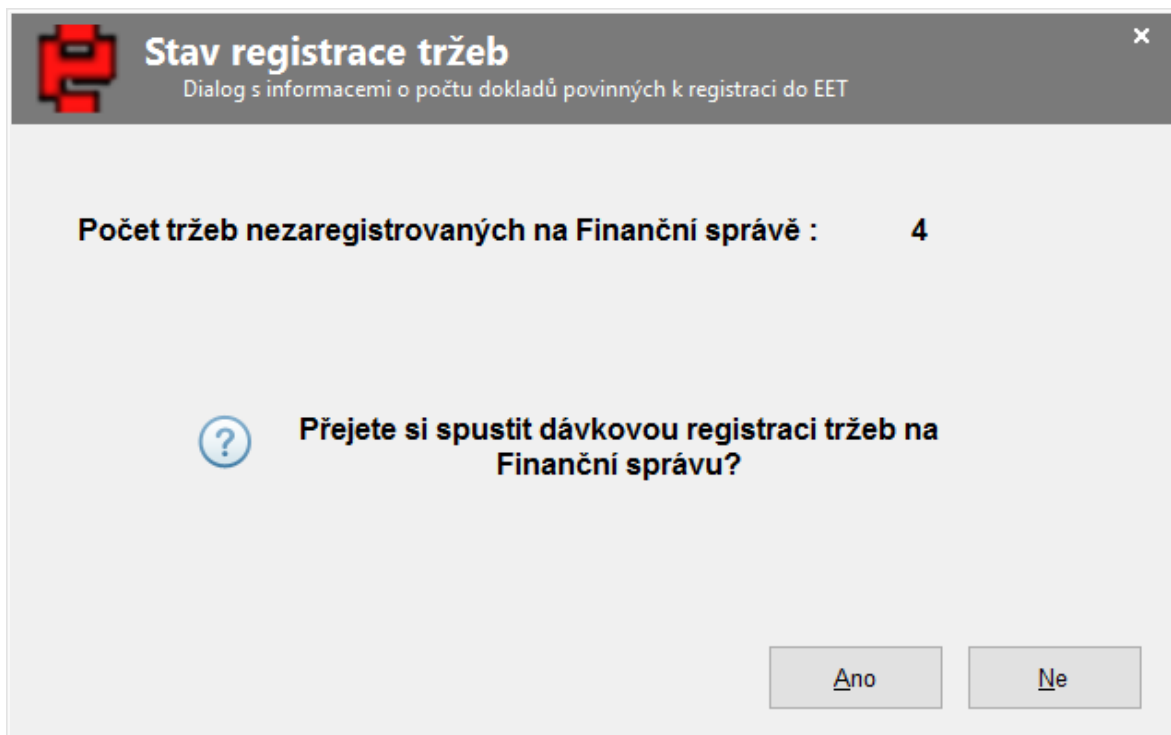 Stav registrace tržeb
Dialog s informacemi o počtu dokladů povinných k registraci do EET
Počet tržeb nezaregistrovaných na Finanční správě : 4
Přejete si spustit dávkovou registraci tržeb na
Finanční správu?
Ano Ne